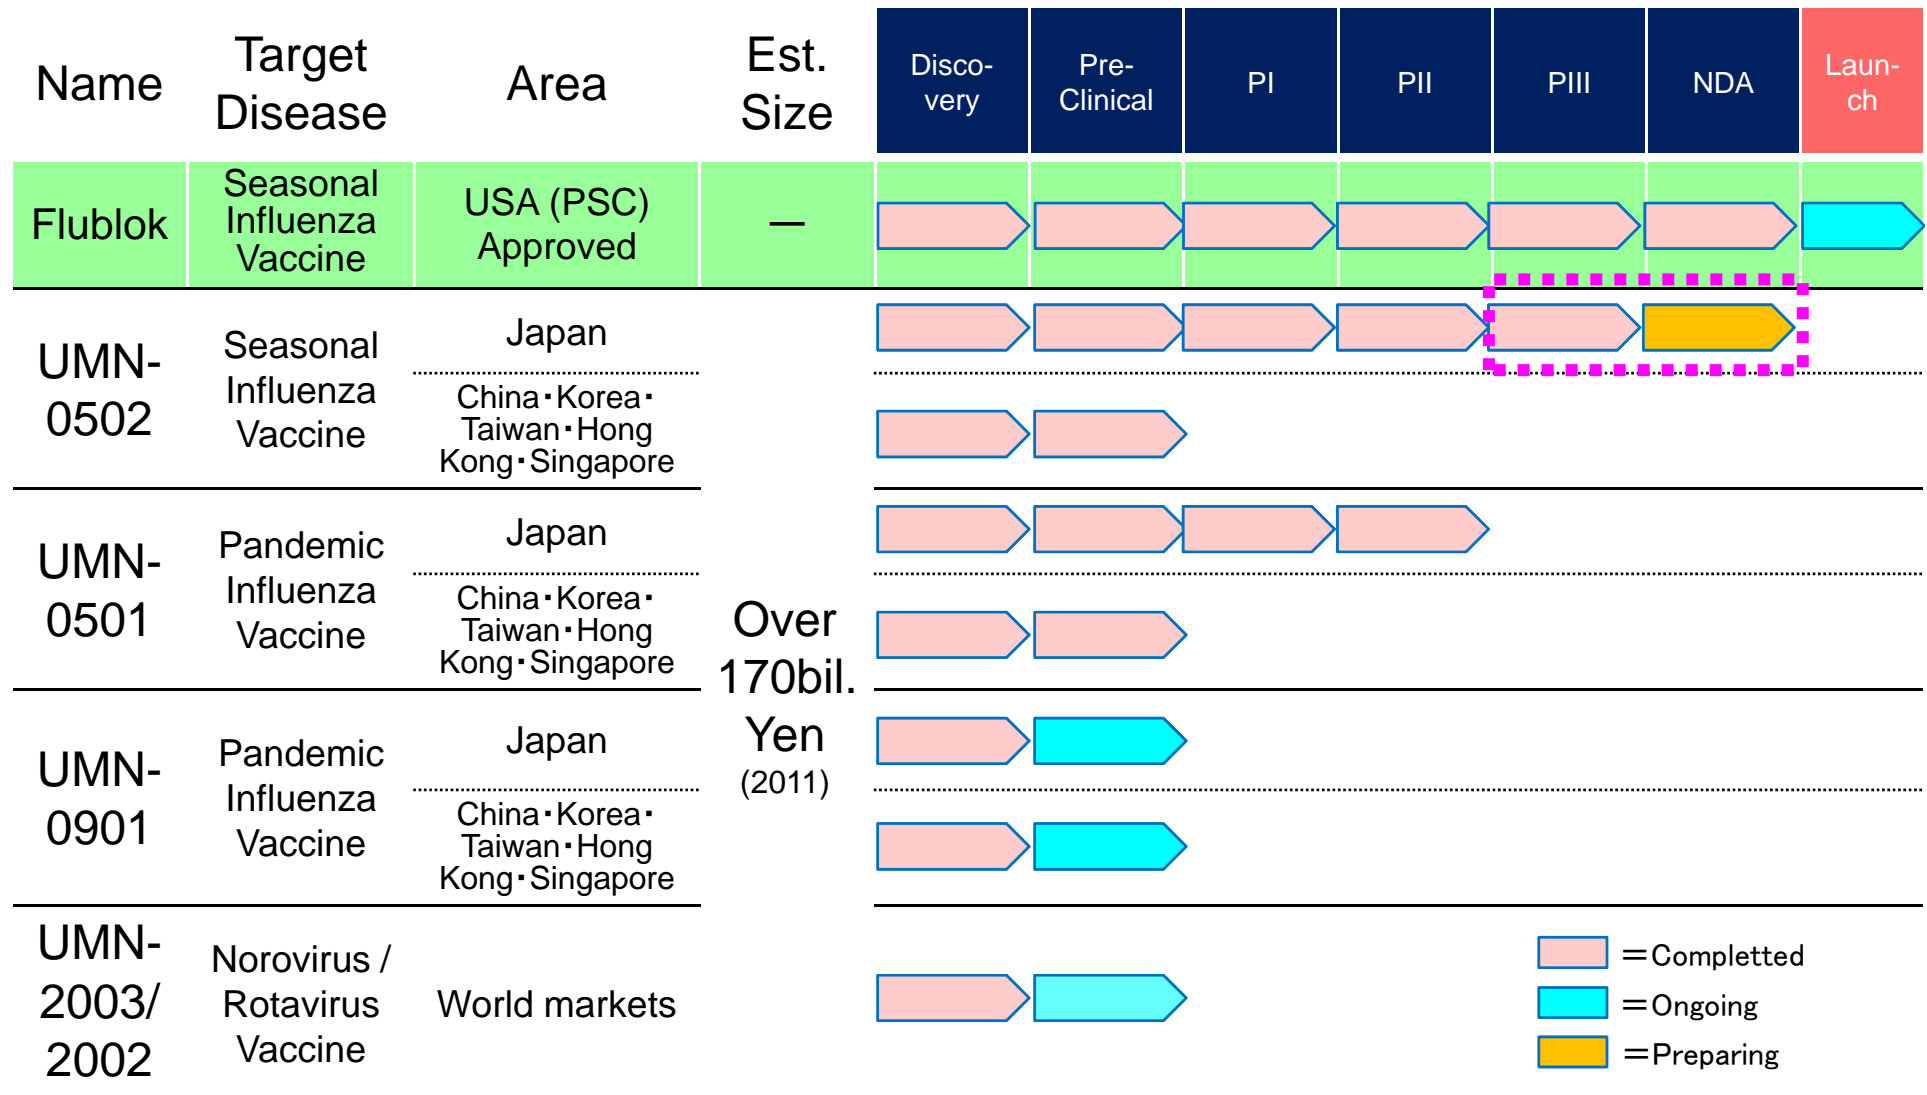 Name
Target
Disease
Area
Est.
Size
Disco-
very
Pre-
Clinical
PI
PII
PIII
NDA
Laun-
ch
Flublok
Seasonal
Influenza
Vaccine
USA (PSC)
Approved
—
UMN-
0502
Seasonal
Influenza
Vaccine
Japan
China・Korea・
Taiwan・Hong
Kong・Singapore
UMN-
0501
Pandemic
Influenza
Vaccine
Japan
China・Korea・
Taiwan・Hong
Kong・Singapore
Over
170bil.
Yen
(2011)
UMN-
0901
Pandemic
Influenza
Vaccine
Japan
China・Korea・
Taiwan・Hong
Kong・Singapore
UMN-
2003/
2002
Norovirus /
Rotavirus
Vaccine
World markets
=Completted
=Ongoing
=Preparing